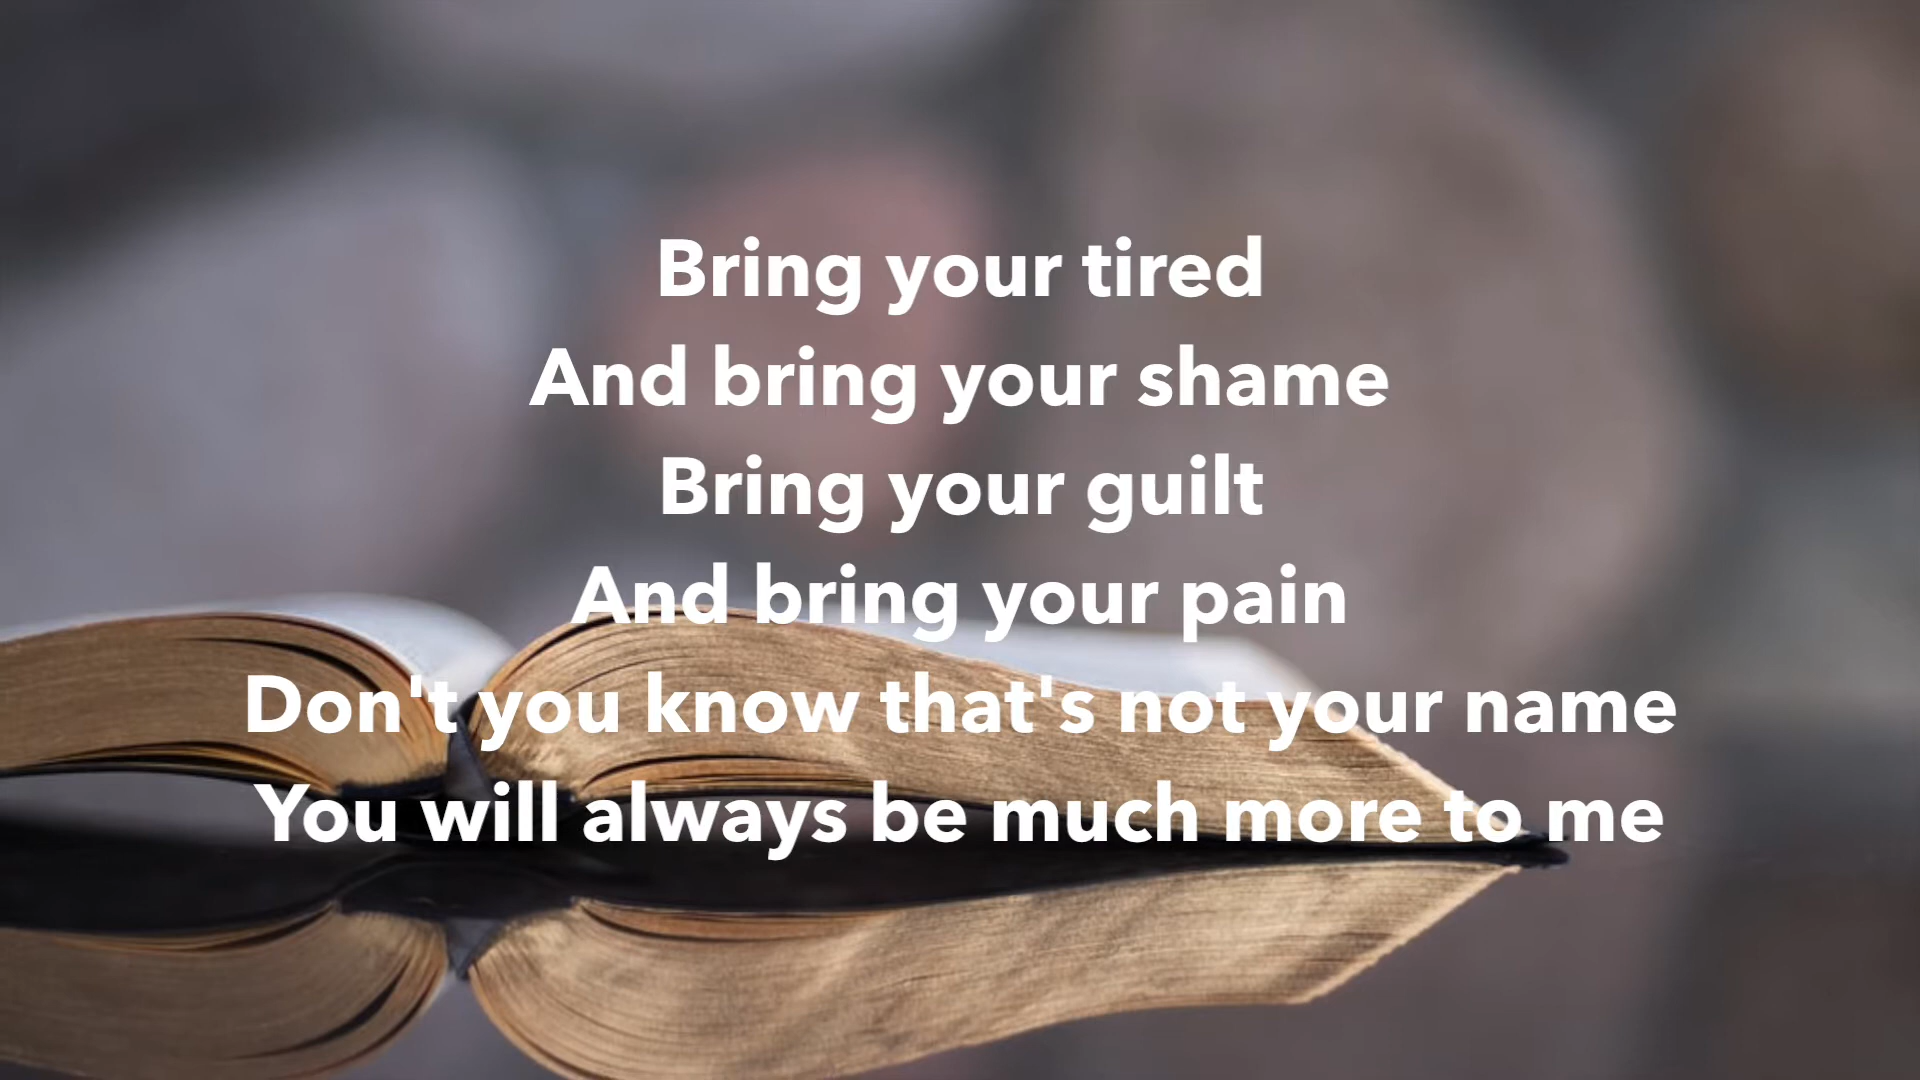 Bring your tired
And bring your shame
Bring your guilt
And bring your pain
Don't you know that's not your name
You will always be much more to me